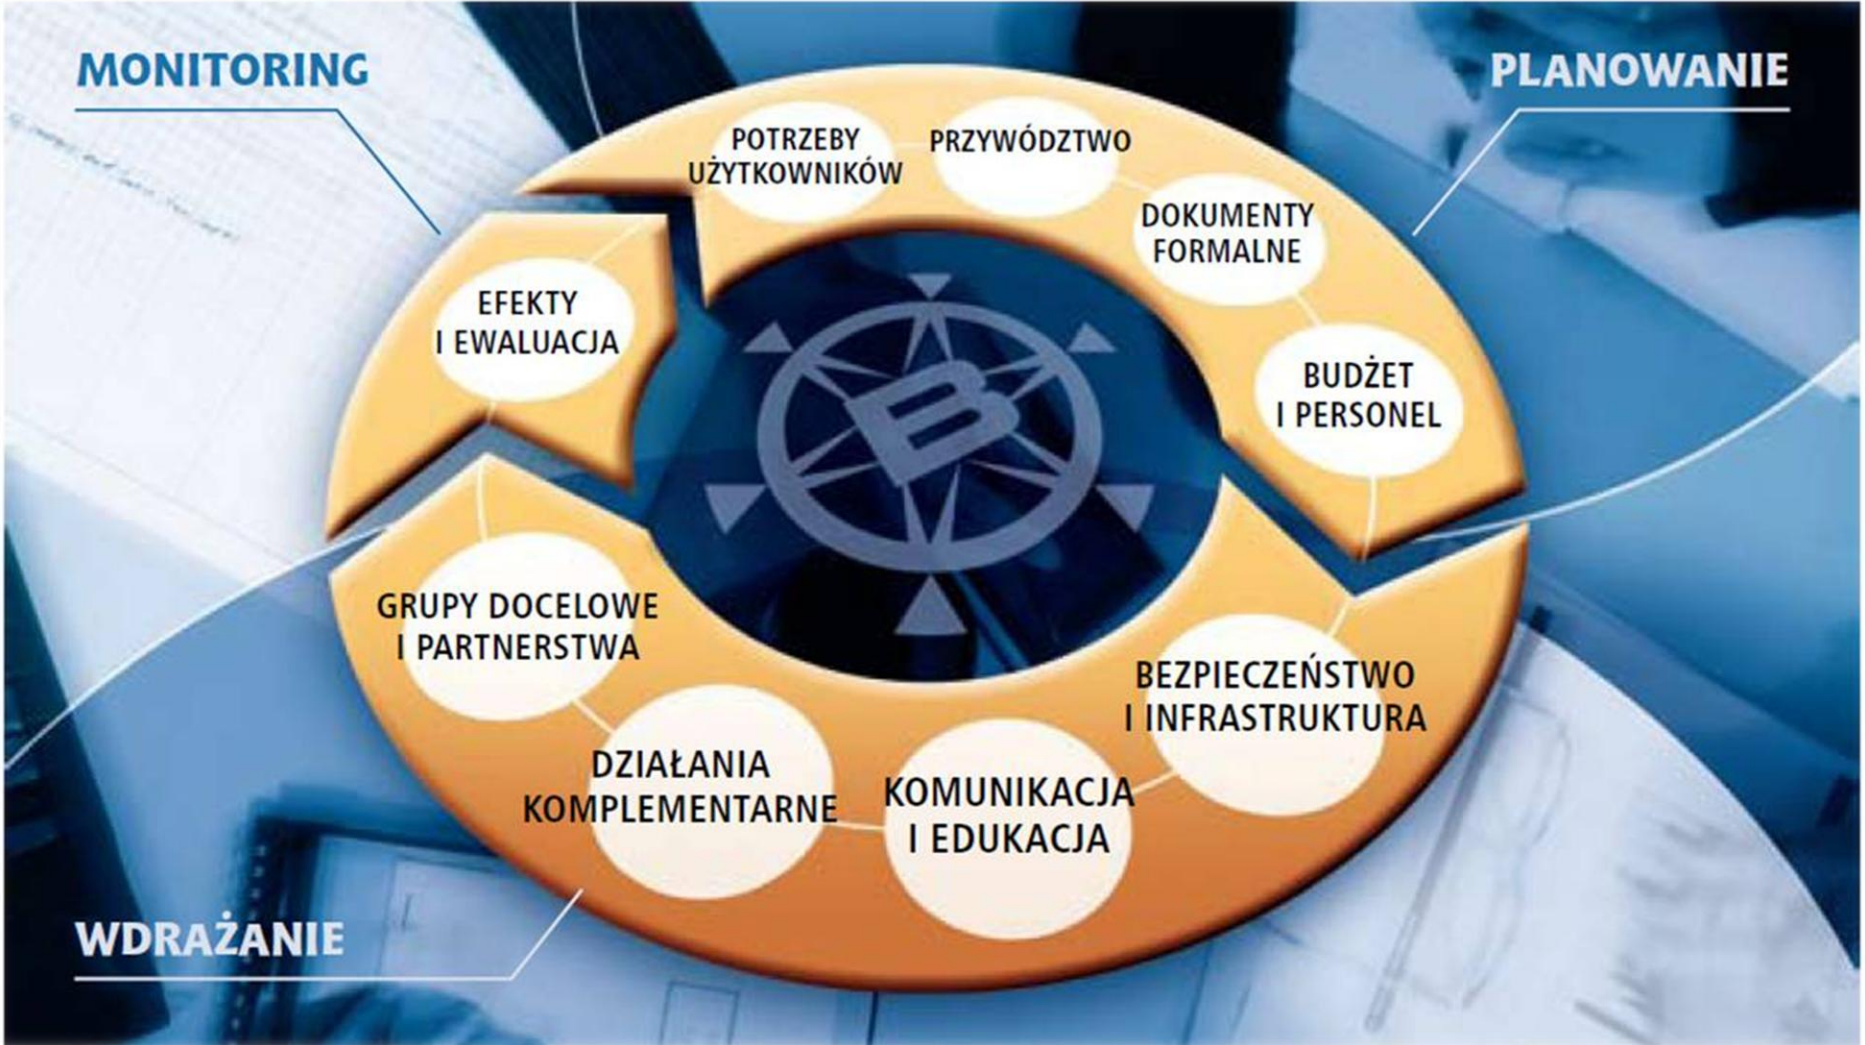 MONITORING
PLANOWANIE
POTRZEBY
UŻYTKOWNIKÓW
PRZYWÓDZTWO
DOKUMENTY
FORMALNE
BUDŻET
I PERSONEL
BEZPIECZEŃSTWO
I INFRASTRUKTURA
KOMUNIKACJA
I EDUKACJA
DZIAŁANIA
KOMPLEMENTARNE
GRUPY DOCELOWE
I PARTNERSTWA
EFEKTY
I EWALUACJA
B
WDRAŻANIE